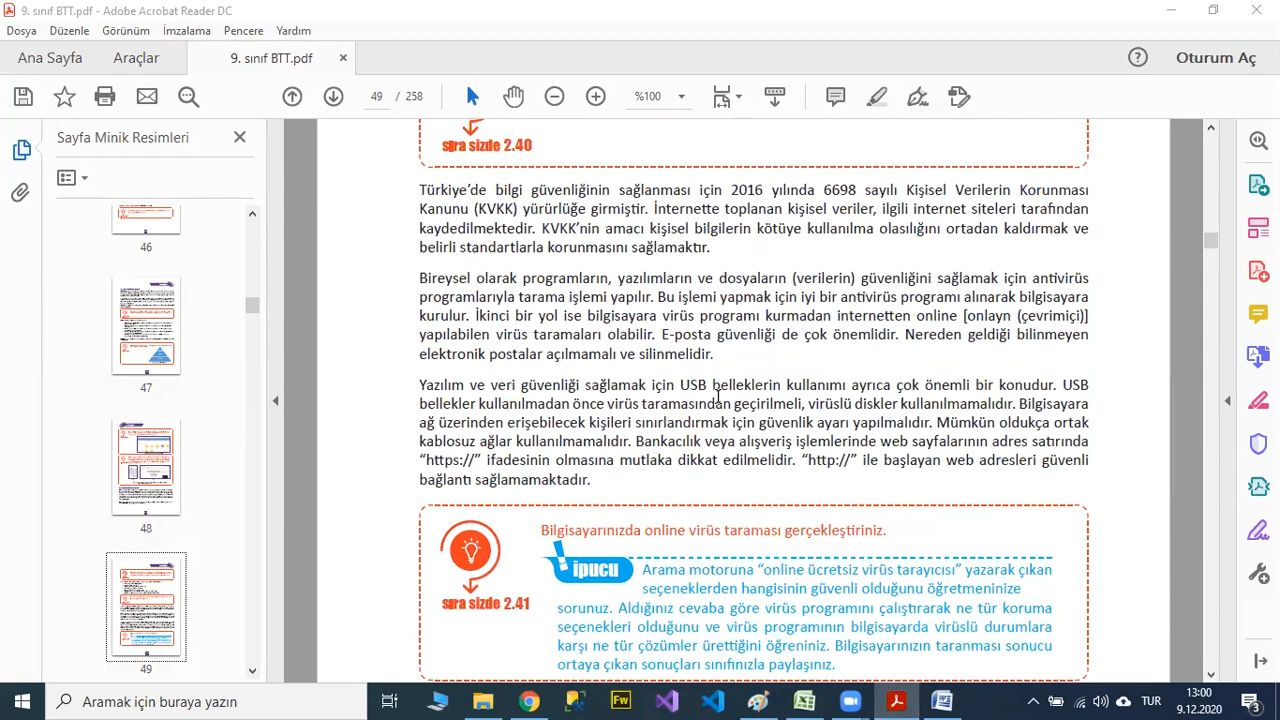 9. sınıf BTT.pdf - Adobe Acrobat Reader DC
Dosya Düzenle Görünüm İmzalama Pencere Yardım
Ana Sayfa Araçlar 9. sınıf BTT.pdf × Oturum Aç
49 / 258 %100
Sayfa Minik Resimleri
46
47
48
49
sıra sizde 2.40
Türkiye’de bilgi güvenliğinin sağlanması için 2016 yılında 6698 sayılı Kişisel Verilerin Korunması
Kanunu (KVKK) yürürlüğe girmiştir. İnternette toplanan kişisel veriler, ilgili internet siteleri tarafından
kaydedilmektedir. KVKK’nin amacı kişisel bilgilerin kötüye kullanılma olasılığını ortadan kaldırmak ve
belirli standartlarla korunmasını sağlamaktır.
Bireysel olarak programların, yazılımların ve dosyaların (verilerin) güvenliğini sağlamak için antivirüs
programlarıyla tarama işlemi yapılır. Bu işlemi yapmak için iyi bir antivirüs programı alınarak bilgisayara
kurulur. İkinci bir yol ise bilgisayara virüs programı kurmadan internetten online [onlayn (çevrimiçi)]
yapılabilen virüs taramaları olabilir. E-posta güvenliği de çok önemlidir. Nereden geldiği bilinmeyen
elektronik postalar açılmamalı ve silinmelidir.
Yazılım ve veri güvenliği sağlamak için USB belleklerin kullanımı ayrıca çok önemli bir konudur. USB
bellekler kullanılmadan önce virüs taramasından geçirilmeli, virüslü diskler kullanılmamalıdır. Bilgisayara
ağ üzerinden erişebilecek kişileri sınırlandırmak için güvenlik ayarı yapılmalıdır. Mümkün oldukça ortak
kablosuz ağlar kullanılmamalıdır. Bankacılık veya alışveriş işlemlerinde web sayfalarının adres satırında
“https://” ifadesinin olmasına mutlaka dikkat edilmelidir. “http://” ile başlayan web adresleri güvenli
bağlantı sağlamamaktadır.
Bilgisayarınızda online virüs taraması gerçekleştiriniz.
ipucu
sıra sizde 2.41
Arama motoruna “online ücretsiz virüs tarayıcısı” yazarak çıkan
seçeneklerden hangisinin güvenli olduğunu öğretmeninize
sorunuz. Aldığınız cevaba göre virüs programını çalıştırarak ne tür koruma
seçenekleri olduğunu ve virüs programının bilgisayarda virüslü durumlara
karşı ne tür çözümler ürettiğini öğreniniz. Bilgisayarınızın taranması sonucu
ortaya çıkan sonuçları sınıfınızla paylaşınız.
Aramak için buraya yazın
Fw
TUR
13:00
9.12.2020
3